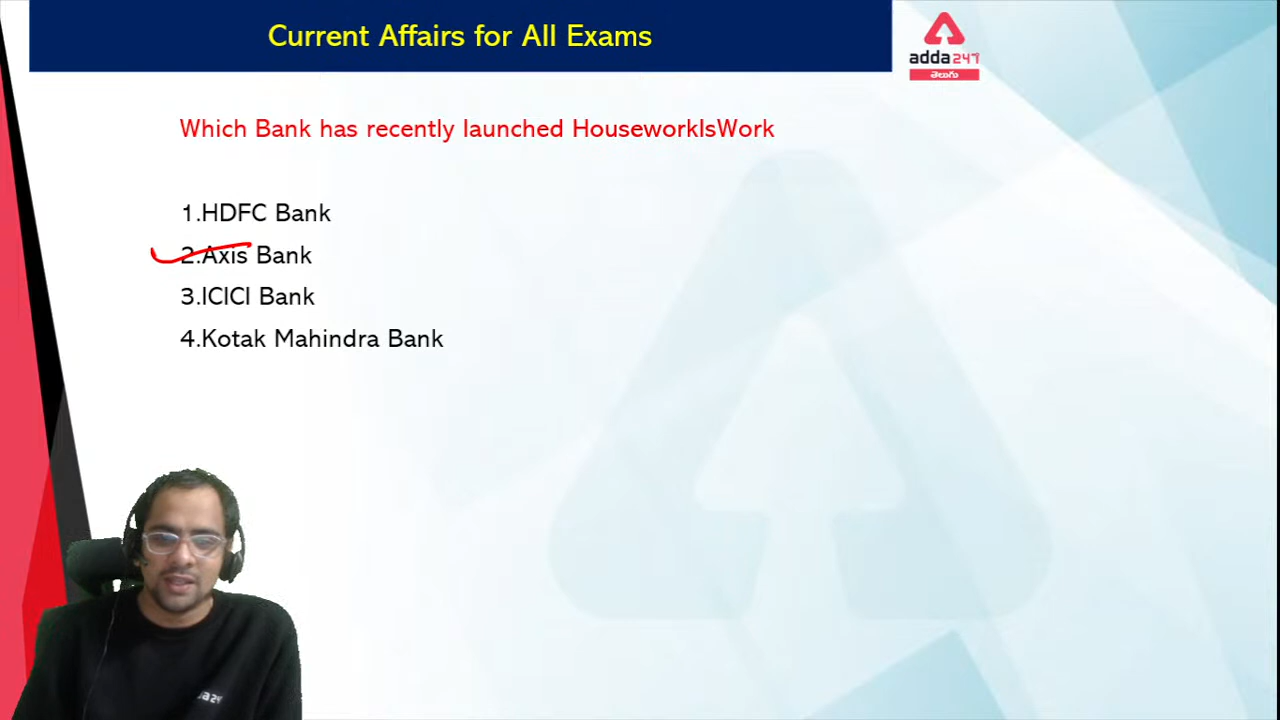 Current Affairs for All Exams
adda247
తెలుగు
Which Bank has recently launched HouseworkIsWork
1.HDFC Bank
2.Axis Bank
3.ICICI Bank
4.Kotak Mahindra Bank